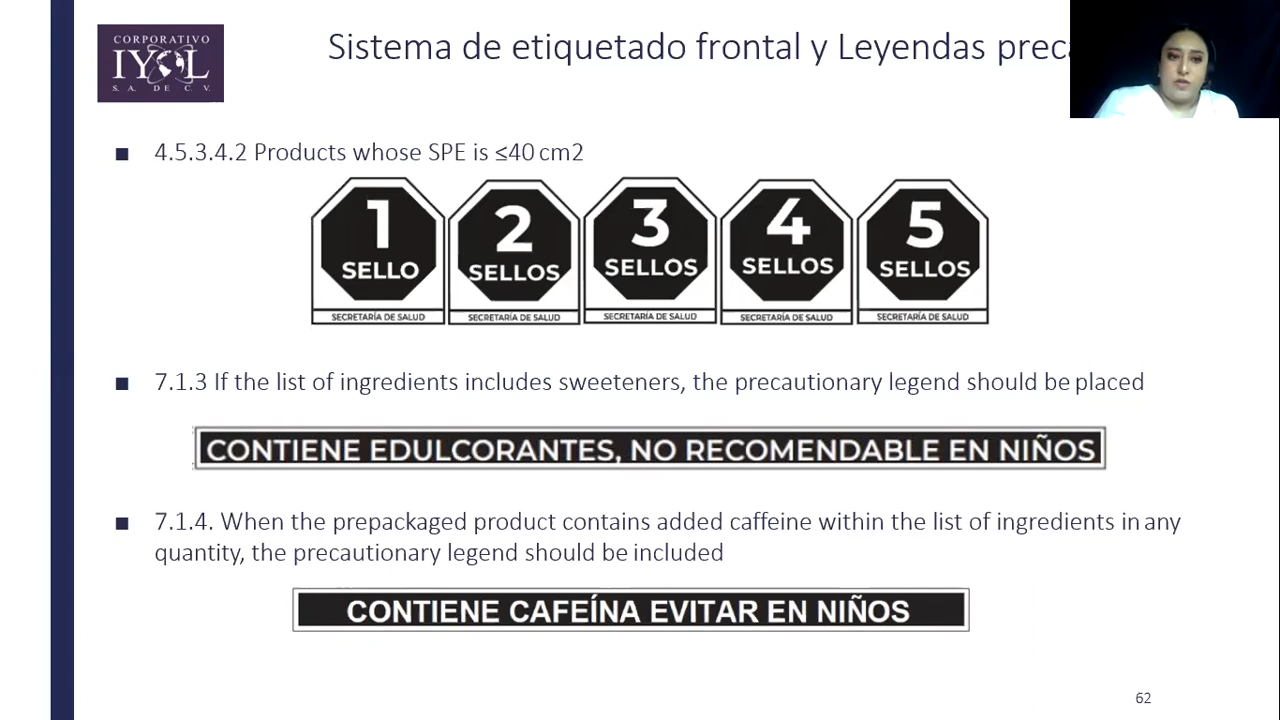 CORPORATIVO
IYOL
S. A. DE C. V.
Sistema de etiquetado frontal y Leyendas
■ 4.5.3.4.2 Products whose SPE is ≤40 cm2
1 2 3 4 5
SELLO SELLOS SELLOS SELLOS SELLOS
SECRETARÍA DE SALUD SECRETARÍA DE SALUD SECRETARÍA DE SALUD SECRETARÍA DE SALUD SECRETARÍA DE SALUD
■ 7.1.3 If the list of ingredients includes sweeteners, the precautionary legend should be placed
CONTIENE EDULCORANTES, NO RECOMENDABLE EN NIÑOS
■ 7.1.4. When the prepackaged product contains added caffeine within the list of ingredients in any
quantity, the precautionary legend should be included
CONTIENE CAFEÍNA EVITAR EN NIÑOS
62